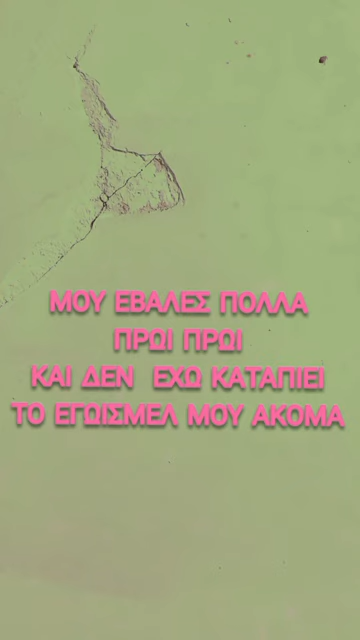 ΜΟΥ ΕΒΑΛΕΣ ΠΟΛΛΑ
ΠΡΩΙ ΠΡΩΙ
ΚΑΙ ΔΕΝ ΕΧΩ ΚΑΤΑΠΙΕΙ
ΤΟ ΕΓΩΙΣΜΕΛ ΜΟΥ ΑΚΟΜΑ